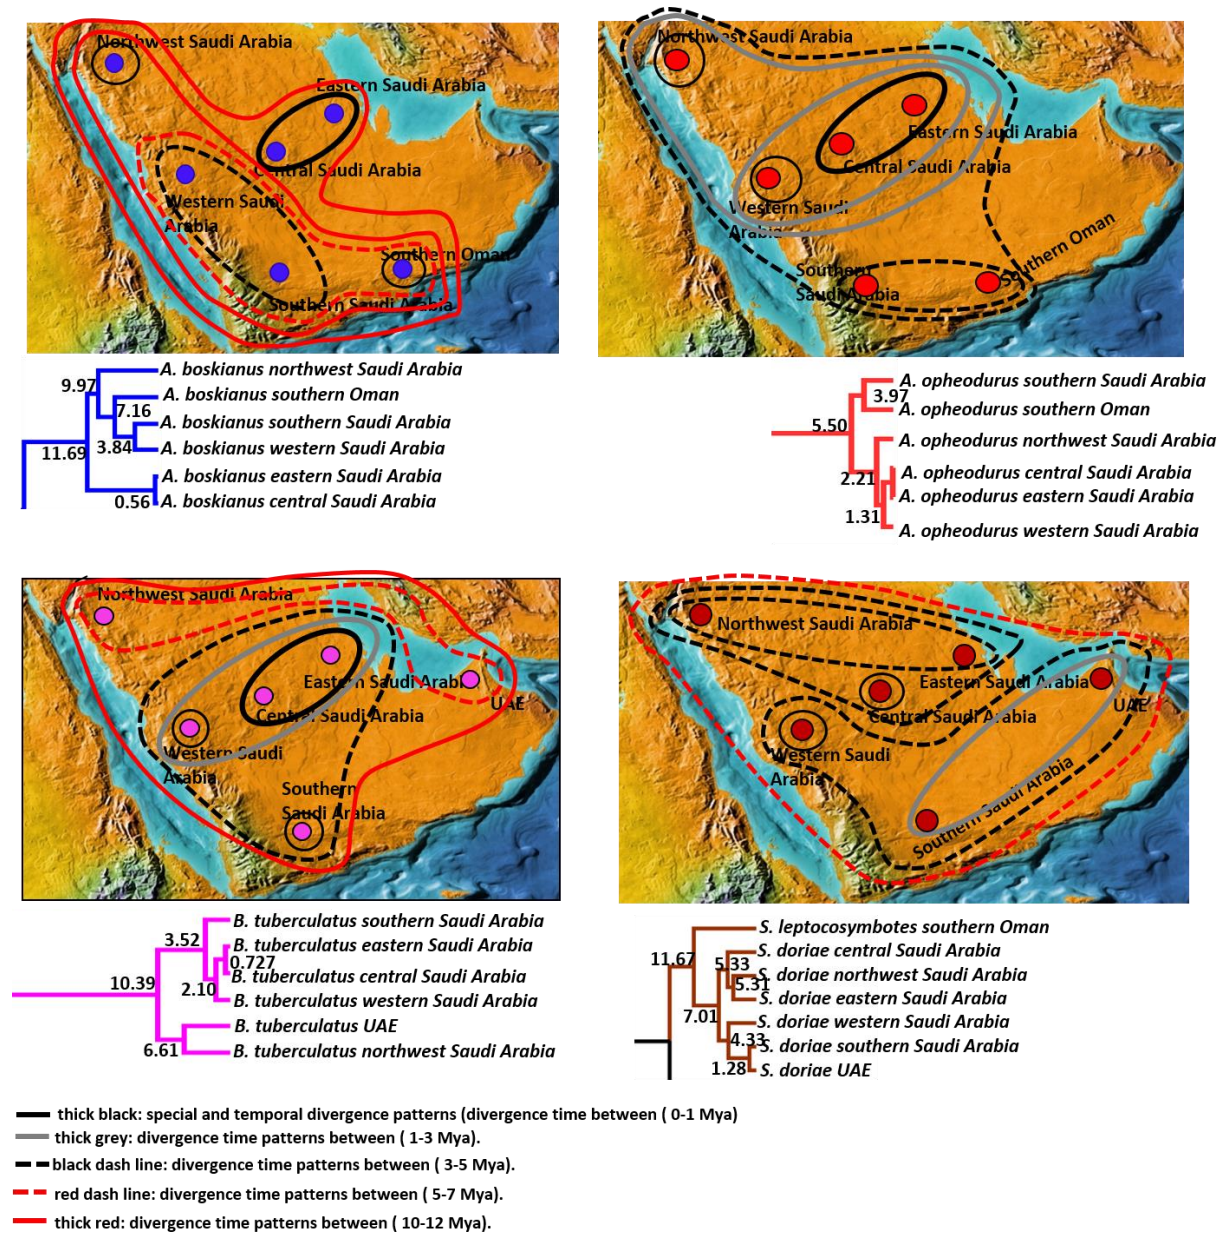 Northwest Saudi Arabia
Eastern Saudi Arabia
Central Saudi Arabia
Western Saudi
Arabia
Southern Oman
Southern Saudi Arabia
9.97
7.16
3.84
11.69
0.56
A. boskianus northwest Saudi Arabia
A. boskianus southern Oman
A. boskianus southern Saudi Arabia
A. boskianus western Saudi Arabia
A. boskianus eastern Saudi Arabia
A. boskianus central Saudi Arabia
Northwest Saudi Arabia
Eastern Saudi Arabia
Central Saudi Arabia
Western Saudi
Arabia
Southern
Saudi Arabia
Southern Oman
3.97
5.50
2.21
1.31
A. opheodurus southern Saudi Arabia
A. opheodurus southern Oman
A. opheodurus northwest Saudi Arabia
A. opheodurus central Saudi Arabia
A. opheodurus eastern Saudi Arabia
A. opheodurus western Saudi Arabia
Northwest Saudi Arabia
Eastern Saudi Arabia
UAE
Central Saudi Arabia
Western Saudi
Arabia
Southern
Saudi Arabia
3.52
0.727
10.39
2.10
6.61
B. tuberculatus southern Saudi Arabia
B. tuberculatus eastern Saudi Arabia
B. tuberculatus central Saudi Arabia
B. tuberculatus western Saudi Arabia
B. tuberculatus UAE
B. tuberculatus northwest Saudi Arabia
Northwest Saudi Arabia
Eastern Saudi Arabia
UAE
Central Saudi Arabia
Western Saudi
Arabia
Southern Saudi Arabia
11.67
5.33
5.31
7.01
4.33
1.28
S. leptocosymbotes southern Oman
S. doriae central Saudi Arabia
S. doriae northwest Saudi Arabia
S. doriae eastern Saudi Arabia
S. doriae western Saudi Arabia
S. doriae southern Saudi Arabia
S. doriae UAE
thick black: special and temporal divergence patterns (divergence time between ( 0-1 Mya)
thick grey: divergence time patterns between ( 1-3 Mya).
black dash line: divergence time patterns between ( 3-5 Mya).
red dash line: divergence time patterns between ( 5-7 Mya).
thick red: divergence time patterns between ( 10-12 Mya).